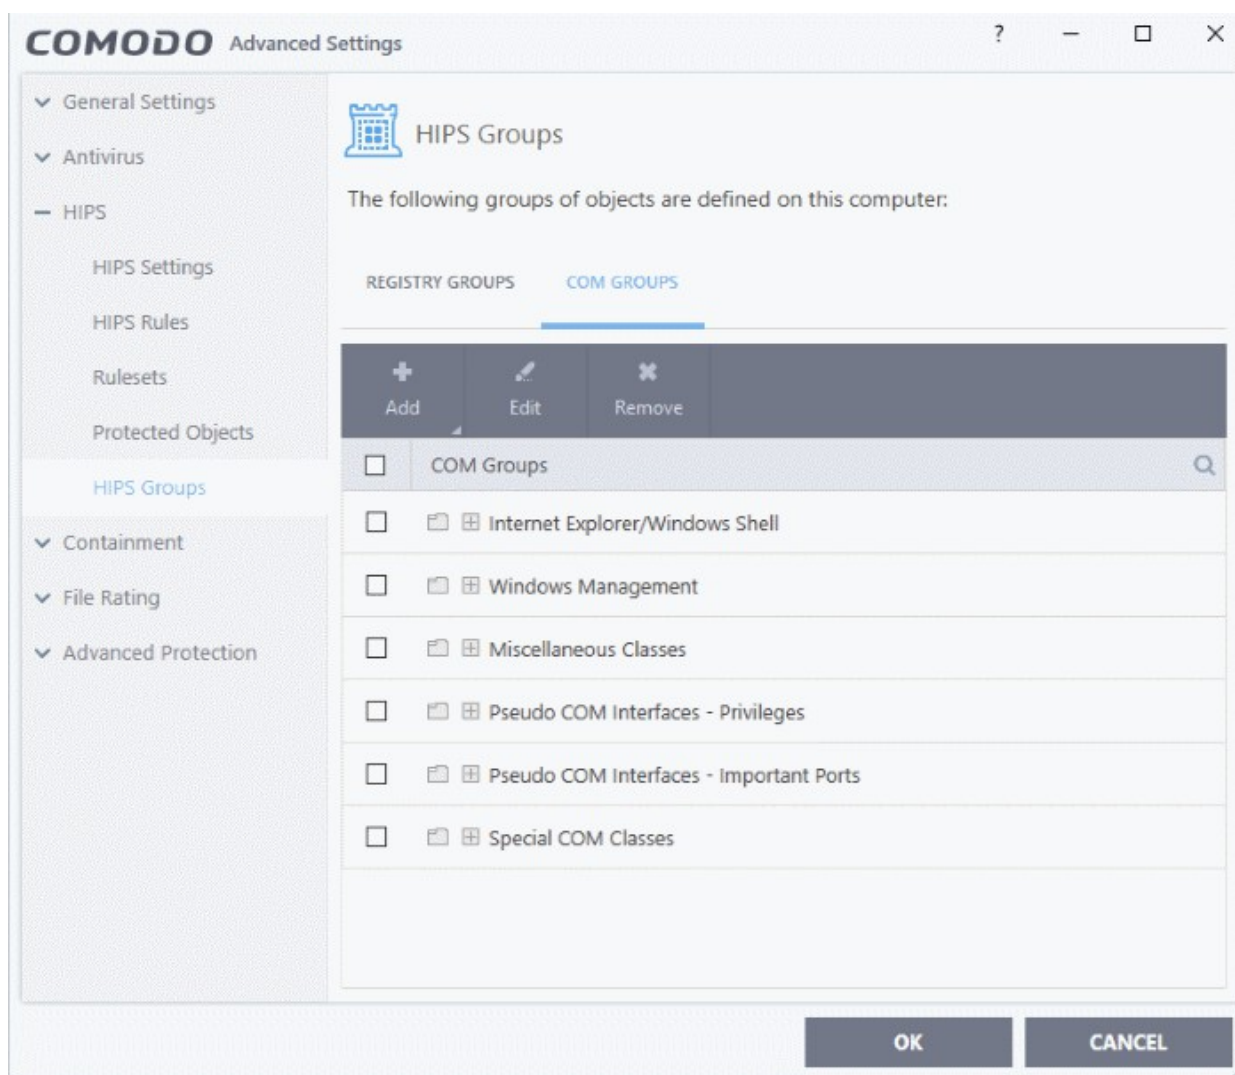 COMODO Advanced Settings ?
General Settings
Antivirus
HIPS
HIPS Settings
HIPS Rules
Rulesets
Protected Objects
HIPS Groups
Containment
File Rating
Advanced Protection
HIPS Groups
The following groups of objects are defined on this computer:
REGISTRY GROUPS COM GROUPS
Add Edit Remove
COM Groups
Internet Explorer/Windows Shell
Windows Management
Miscellaneous Classes
Pseudo COM Interfaces - Privileges
Pseudo COM Interfaces - Important Ports
Special COM Classes
OK CANCEL